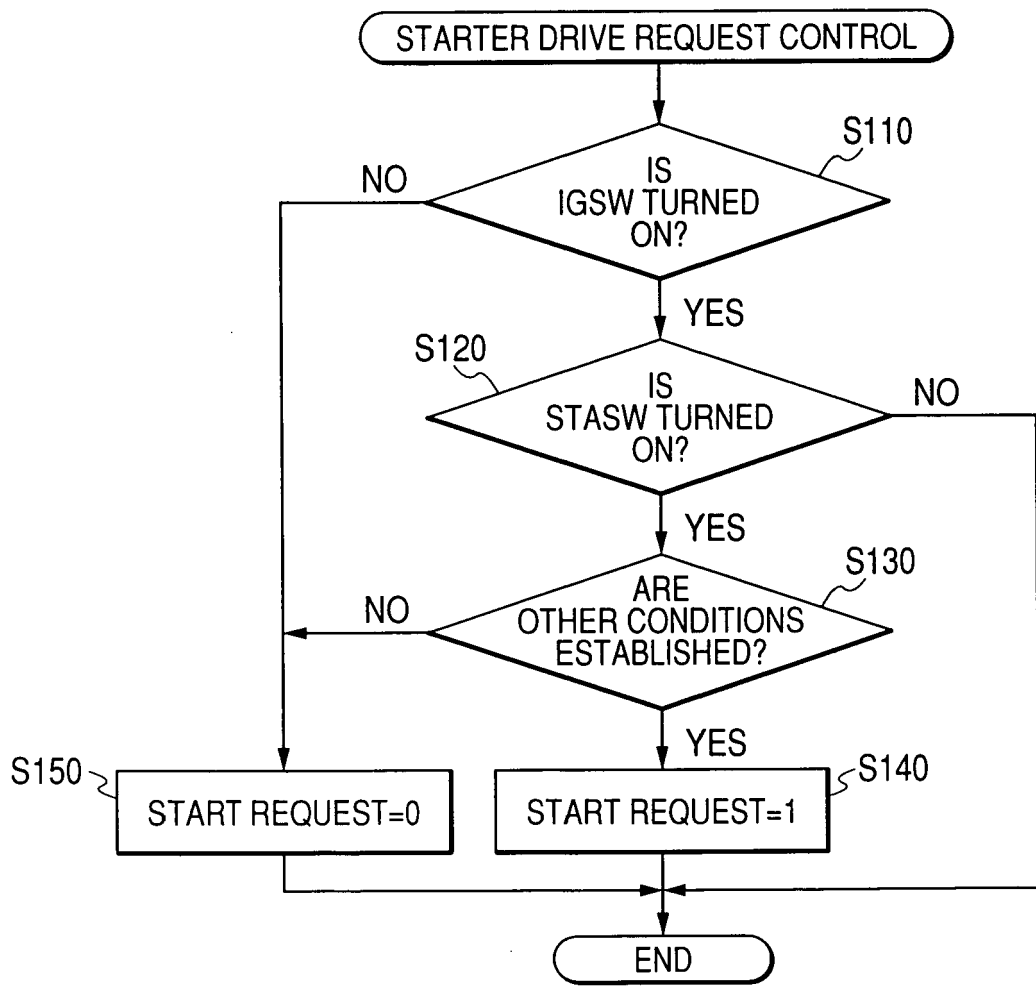 STARTER DRIVE REQUEST CONTROL
S110
IS
IGSW TURNED
ON?
NO
YES
S120
IS
STASW TURNED
ON?
NO
YES
S130
ARE
OTHER CONDITIONS
ESTABLISHED?
NO
YES
S150
START REQUEST=0
S140
START REQUEST=1
END